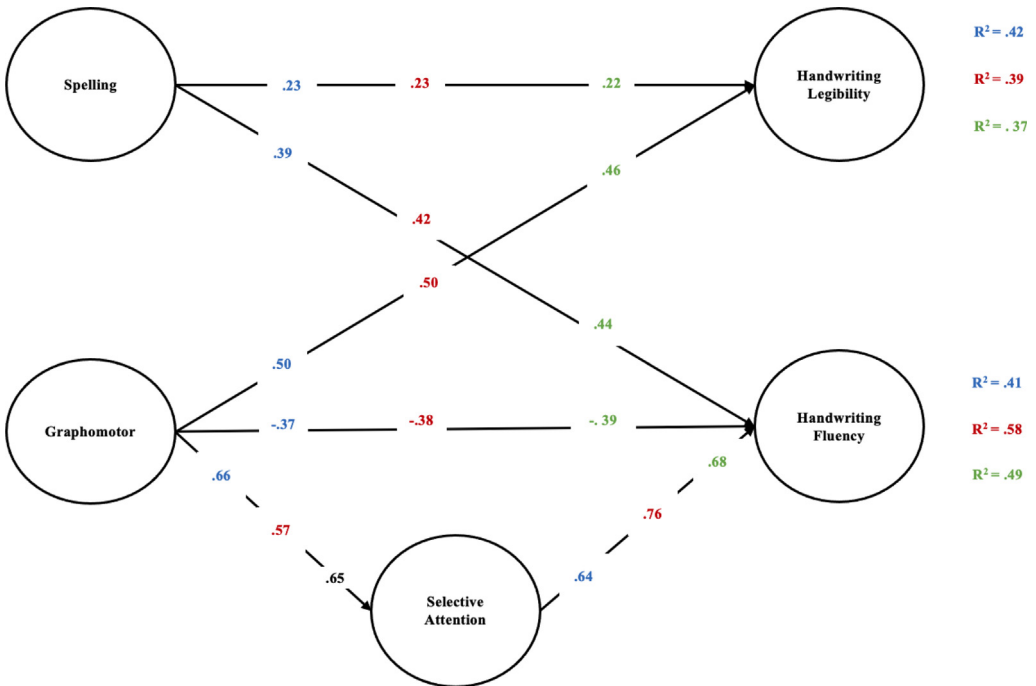 Spelling
Handwriting
Legibility
R² = .42
R² = .39
R² = . 37
.23
.23
.22
.39
.46
.42
.50
.44
.50
Graphomotor
-.37
-.38
-. 39
Handwriting
Fluency
R² = .41
R² = .58
R² = .49
.66
.68
.57
.76
.65
.64
Selective
Attention